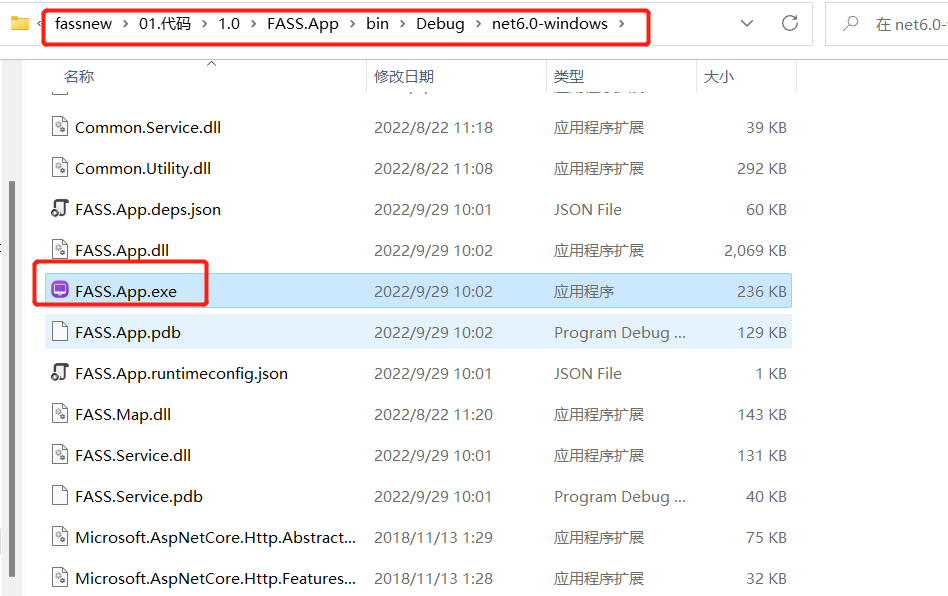 fassnew > 01.代码 > 1.0 > FASS.App > bin > Debug > net6.0-windows > 在 net6.0-
名称 修改日期 类型 大小
Common.Service.dll 2022/8/22 11:18 应用程序扩展 39 KB
Common.Utility.dll 2022/8/22 11:08 应用程序扩展 292 KB
FASS.App.deps.json 2022/9/29 10:01 JSON File 60 KB
FASS.App.dll 2022/9/29 10:02 应用程序扩展 2,069 KB
FASS.App.exe 2022/9/29 10:02 应用程序 236 KB
FASS.App.pdb 2022/9/29 10:02 Program Debug ... 129 KB
FASS.App.runtimeconfig.json 2022/9/29 10:01 JSON File 1 KB
FASS.Map.dll 2022/8/22 11:20 应用程序扩展 143 KB
FASS.Service.dll 2022/9/29 10:01 应用程序扩展 131 KB
FASS.Service.pdb 2022/9/29 10:01 Program Debug ... 40 KB
Microsoft.AspNetCore.Http.Abstract... 2018/11/13 1:29 应用程序扩展 75 KB
Microsoft.AspNetCore.Http.Features... 2018/11/13 1:28 应用程序扩展 32 KB